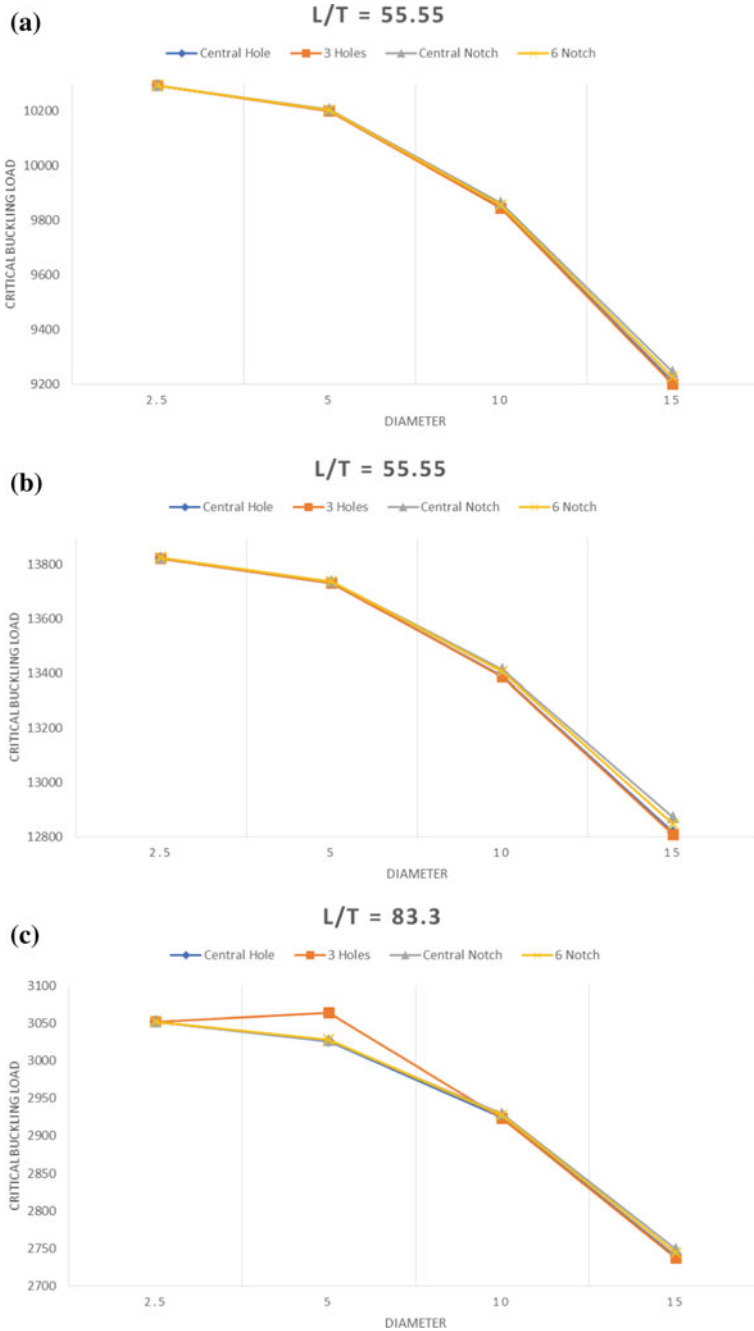 (a)
L/T = 55.55
Central Hole 3 Holes Central Notch 6 Notch
CRITICAL BUCKLING LOAD
10200
10000
9800
9600
9400
9200
2.5 5 10 15
DIAMETER
(b)
L/T = 55.55
Central Hole 3 Holes Central Notch 6 Notch
CRITICAL BUCKLING LOAD
13800
13600
13400
13200
13000
12800
2.5 5 10 15
DIAMETER
(c)
L/T = 83.3
Central Hole 3 Holes Central Notch 6 Notch
CRITICAL BUCKLING LOAD
3100
3050
3000
2950
2900
2850
2800
2750
2700
2.5 5 10 15
DIAMETER